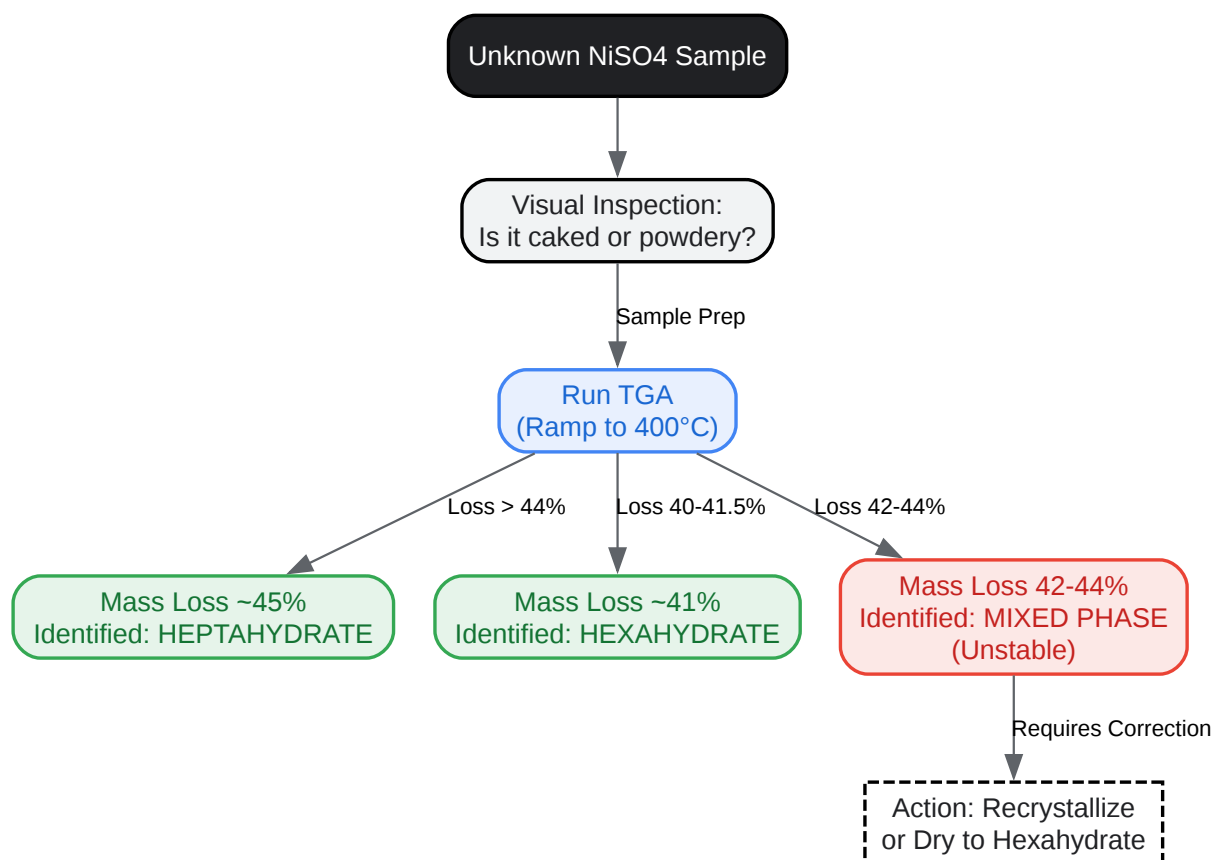 Unknown NiSO4 Sample
Visual Inspection:
Is it caked or powdery?
Sample Prep
Run TGA
(Ramp to 400°C)
Loss > 44%
Loss 40-41.5%
Loss 42-44%
Mass Loss ~45%
Identified: HEPTAHYDRATE
Mass Loss ~41%
Identified: HEXAHYDRATE
Mass Loss 42-44%
Identified: MIXED PHASE
(Unstable)
Requires Correction
Action: Recrystallize
or Dry to Hexahydrate